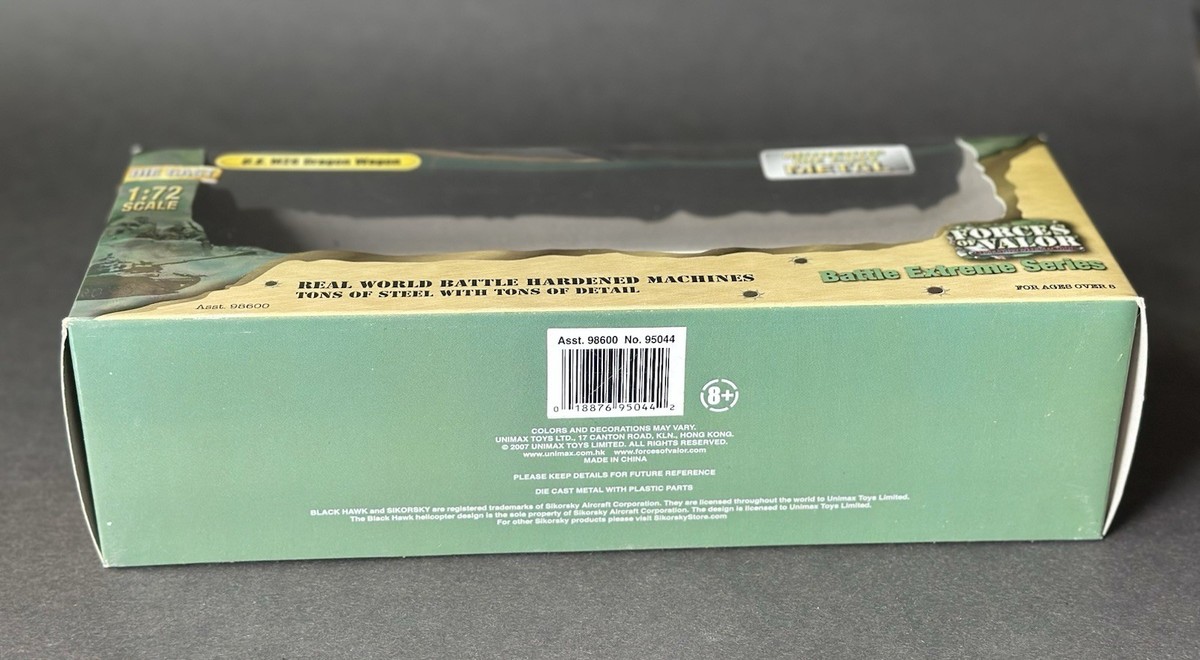 U.S. M26 Dragon Wagon
DIE CAST
METAL
1:72
SCALE
FORCES
OF VALOR
Battle Extreme Series
REAL WORLD BATTLE HARDENED MACHINES
TONS OF STEEL WITH TONS OF DETAIL
FOR AGES OVER 8
Asst. 98600
Asst. 98600 No. 95044
0 18876 95044 2
8+
COLORS AND DECORATIONS MAY VARY.
UNIMAX TOYS LTD., 17 CANTON ROAD, KLN., HONG KONG.
© 2007 UNIMAX TOYS LIMITED. ALL RIGHTS RESERVED.
www.unimax.com.hk www.forcesofvalor.com
MADE IN CHINA
PLEASE KEEP DETAILS FOR FUTURE REFERENCE
DIE CAST METAL WITH PLASTIC PARTS
BLACK HAWK and SIKORSKY are registered trademarks of Sikorsky Aircraft Corporation. They are licensed throughout the world to Unimax Toys Limited.
The Black Hawk helicopter design is the sole property of Sikorsky Aircraft Corporation. The design is licensed to Unimax Toys Limited.
For other Sikorsky products please visit SikorskyStore.com